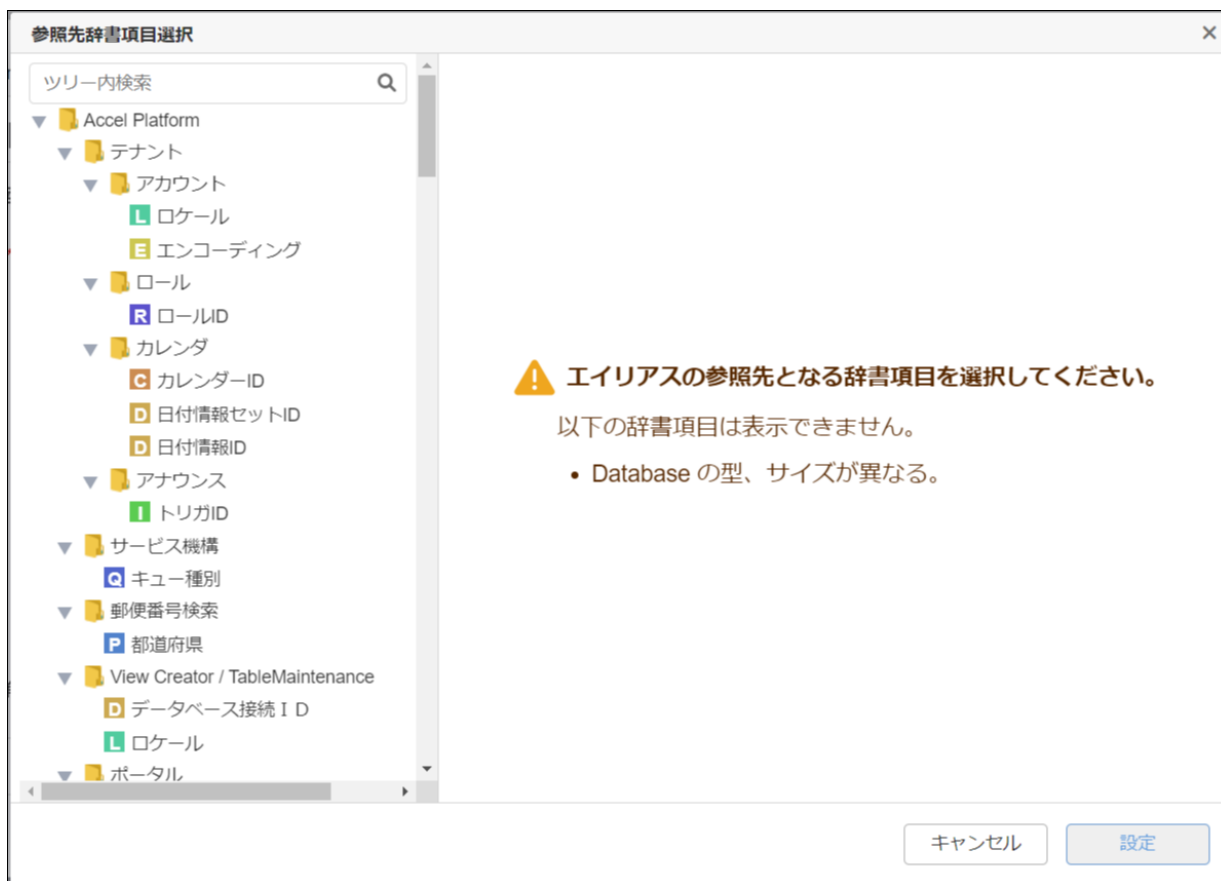 参照先辞書項目選択
ツリー内検索
Accel Platform
テナント
アカウント
L ロケール
E エンコーディング
ロール
R ロールID
カレンダ
C カレンダーID
D 日付情報セットID
D 日付情報ID
アナウンス
I トリガID
サービス機構
Q キュー種別
郵便番号検索
P 都道府県
View Creator / TableMaintenance
D データベース接続ＩＤ
L ロケール
ポータル
エイリアスの参照先となる辞書項目を選択してください。
以下の辞書項目は表示できません。
• Database の型、サイズが異なる。
キャンセル
設定